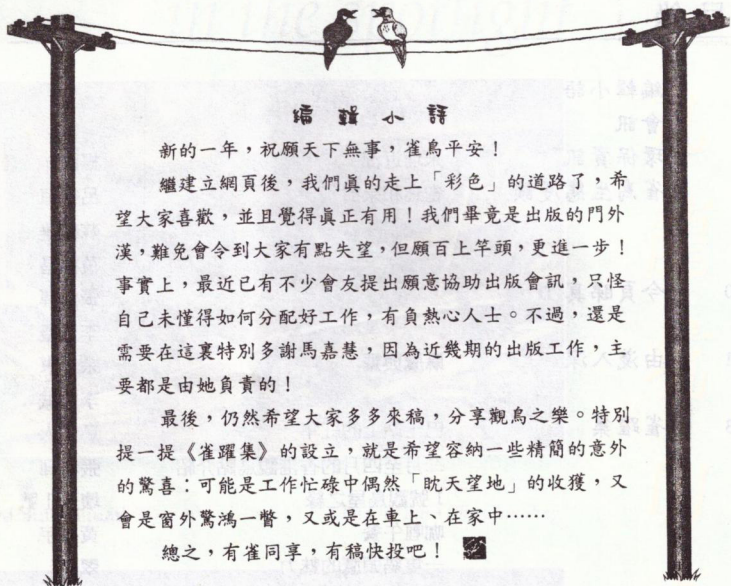 編輯小語
新的一年，祝願天下無事，雀鳥平安！
繼建立網頁後，我們真的走上「彩色」的道路了，希
望大家喜歡，並且覺得真正有用！我們畢竟是出版的門外
漢，難免會令到大家有點失望，但願百上竿頭，更進一步！
事實上，最近已有不少會友提出願意協助出版會訊，只怪
自己未懂得如何分配好工作，有負熱心人士。不過，還是
需要在這裏特別多謝馬嘉慧，因為近幾期的出版工作，主
要都是由她負責的！
最後，仍然希望大家多多來稿，分享觀鳥之樂。特別
提一提《雀躍集》的設立，就是希望容納一些精簡的意外
的驚喜：可能是工作忙碌中偶然「眈天望地」的收獲，又
會是窗外驚鴻一瞥，又或是在車上、在家中……
總之，有雀同享，有稿快投吧！